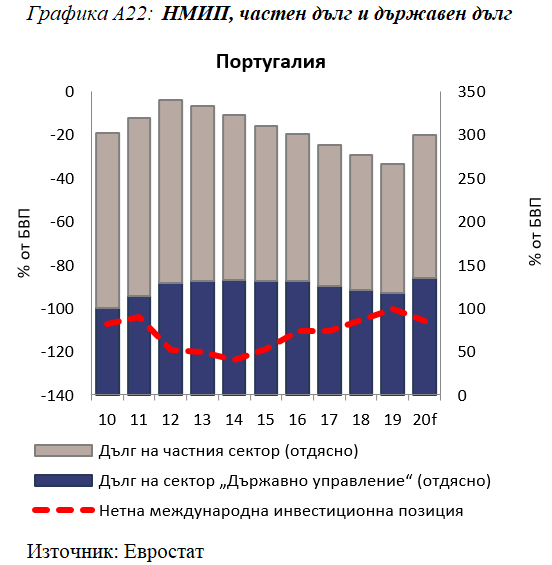 Графика А22: НМИП, частен дълг и държавен дълг
Португалия
0
-20
-40
-60
-80
-100
-120
-140
% от БВП
350
300
250
200
150
100
50
0
% от БВП
10 11 12 13 14 15 16 17 18 19 20f
Дълг на частния сектор (отдясно)
Дълг на сектор „Държавно управление“ (отдясно)
Нетна международна инвестиционна позиция
Източник: Евростат